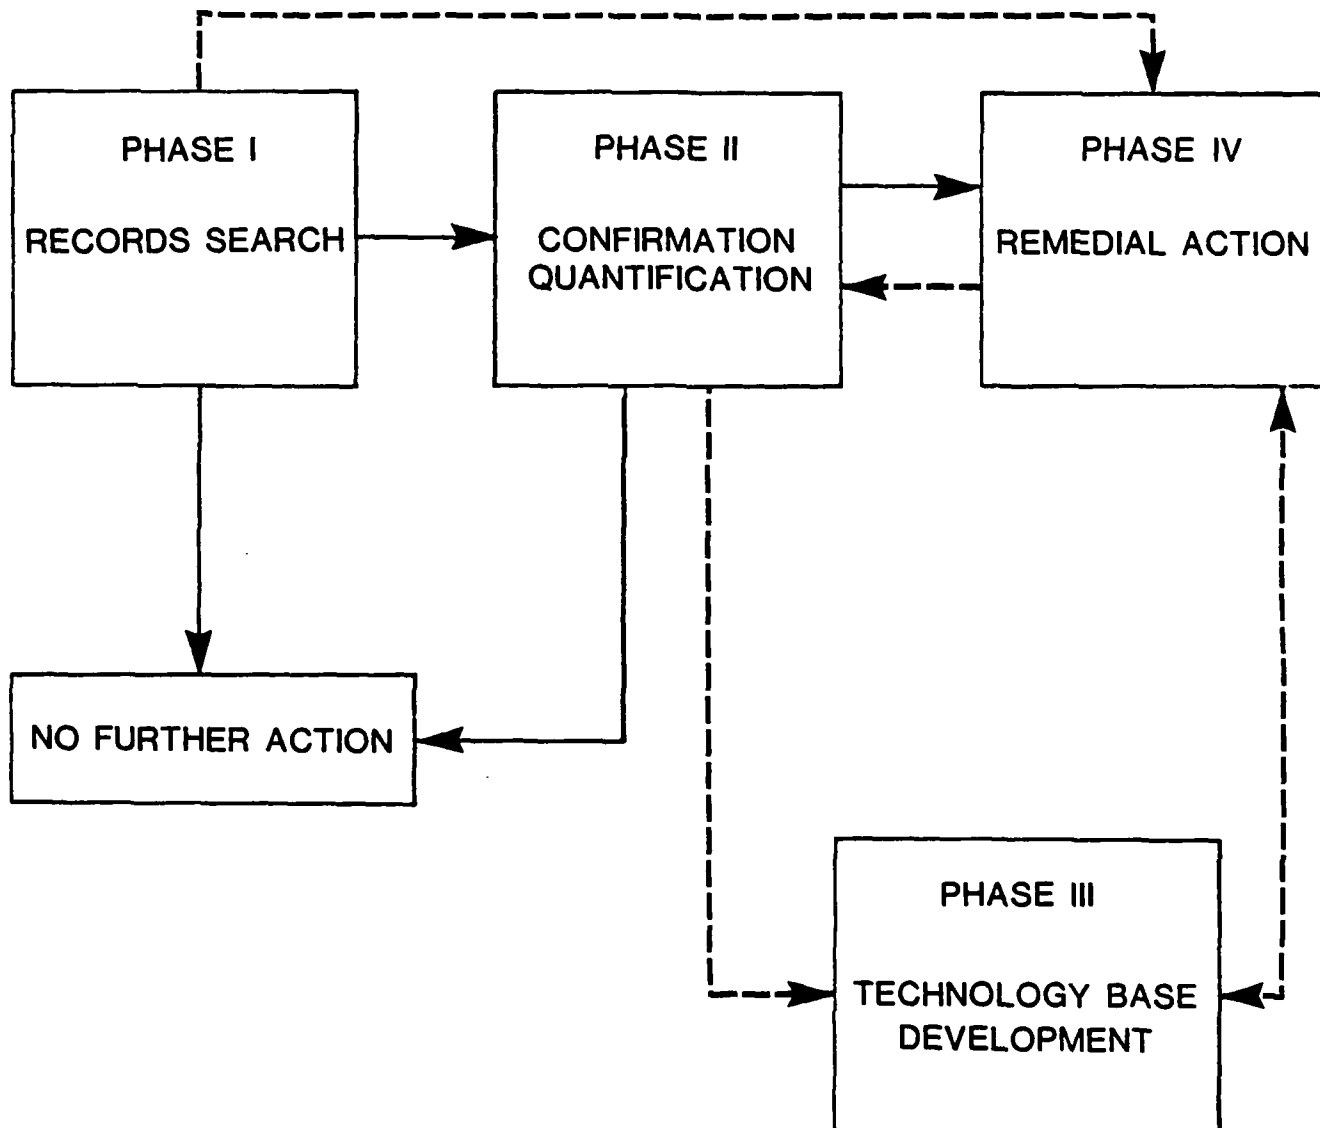 PHASE I
RECORDS SEARCH
PHASE II
CONFIRMATION
QUANTIFICATION
PHASE IV
REMEDIAL ACTION
NO FURTHER ACTION
PHASE III
TECHNOLOGY BASE
DEVELOPMENT